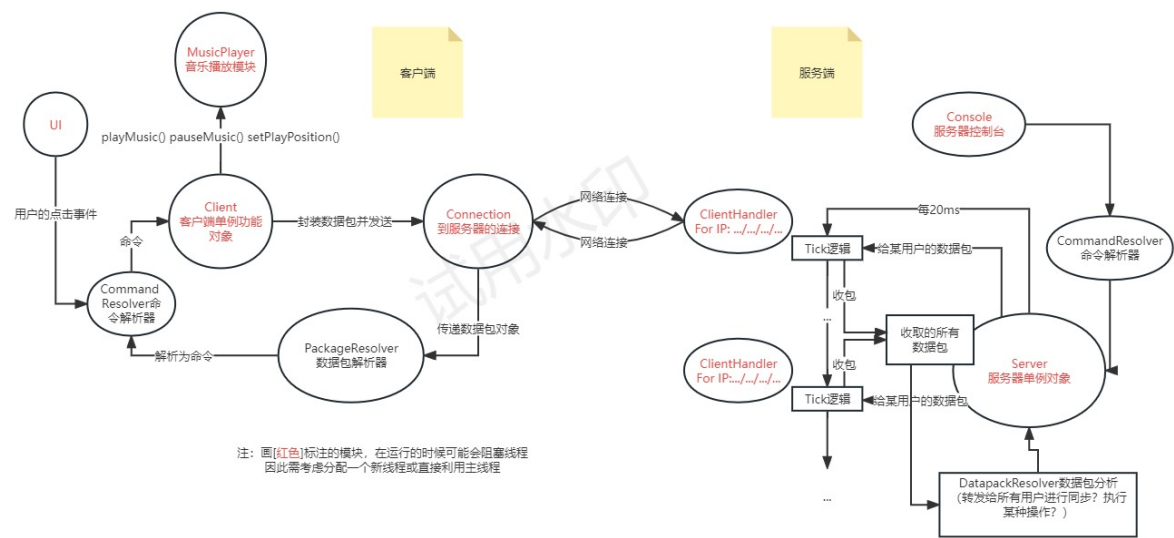 MusicPlayer
音乐播放模块
客户端
服务端
UI
playMusic() pauseMusic() setPlayPosition()
Console
服务器控制台
用户的点击事件
Client
客户端单例功能
对象
封装数据包并发送
Connection
到服务器的连接
网络连接
网络连接
ClientHandler
For IP: .../.../.../...
每20ms
Tick逻辑
给某用户的数据包
CommandResolver
命令解析器
命令
Command
Resolver命
令解析器
解析为命令
PackageResolver
数据包解析器
传递数据包对象
收包
...
收取的所有
数据包
Server
服务器单例对象
ClientHandler
For IP:.../.../.../...
收包
Tick逻辑
给某用户的数据包
注：画[红色]标注的模块，在运行的时候可能会阻塞线程
因此需考虑分配一个新线程或直接利用主线程
...
DatapackResolver数据包分析
（转发给所有用户进行同步？执行
某种操作？）
试用水印